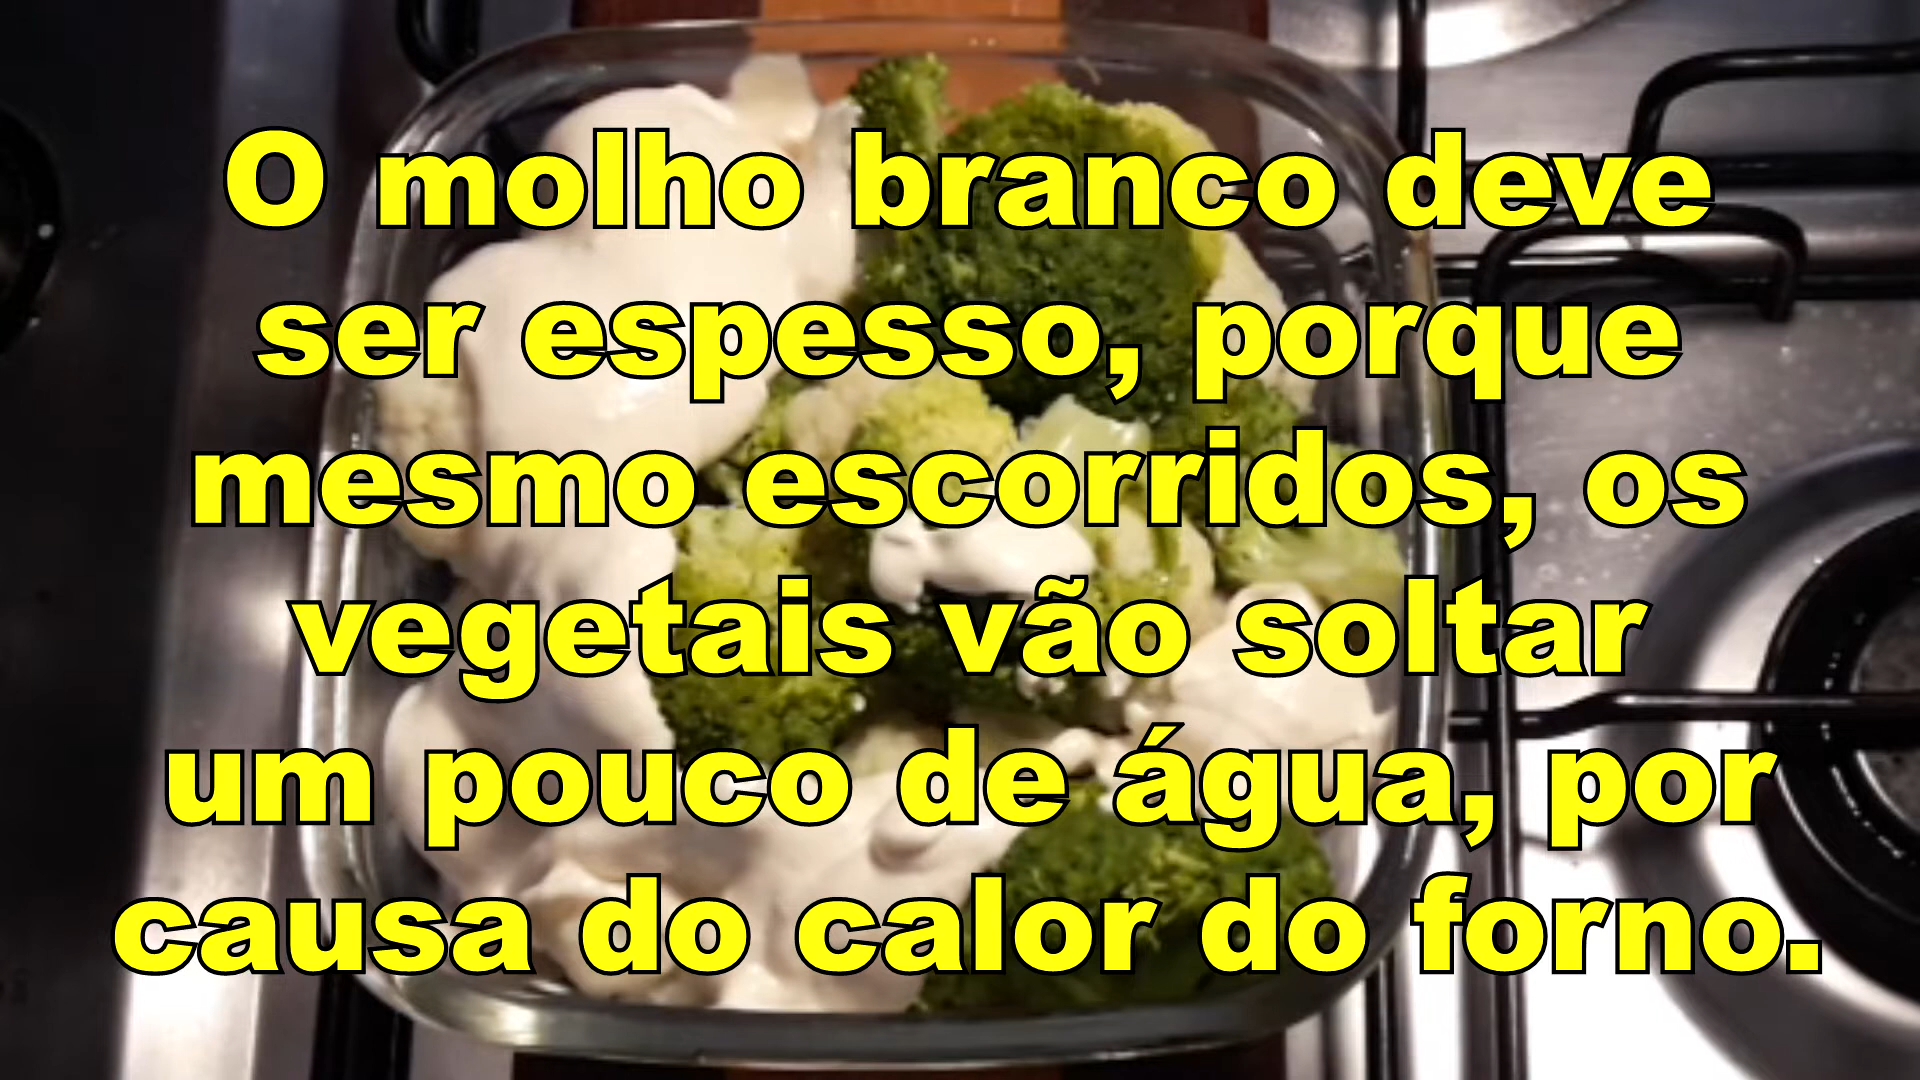 O molho branco deve
ser espesso, porque
mesmo escorridos, os
vegetais vão soltar
um pouco de água, por
causa do calor do forno.